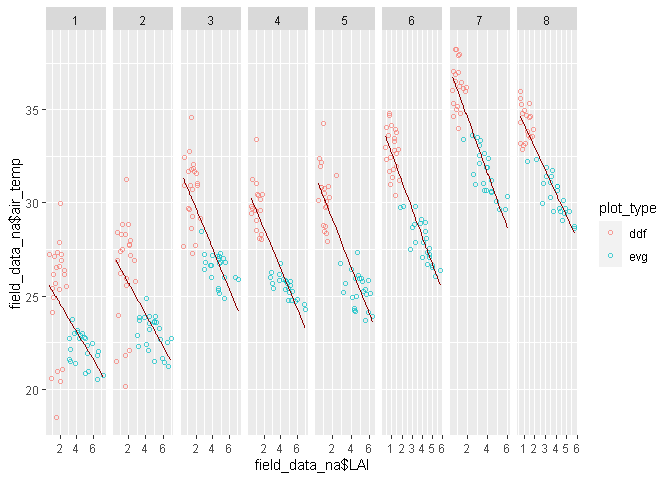 1 2 3 4 5 6 7 8
35
30
25
20
field_data_na$air_temp
2 4 6 2 4 6 2 4 6 2 4 6 2 4 6 1 2 3 4 5 6 2 4 6 1 2 3 4 5 6
field_data_na$LAI
plot_type
ddf
evg